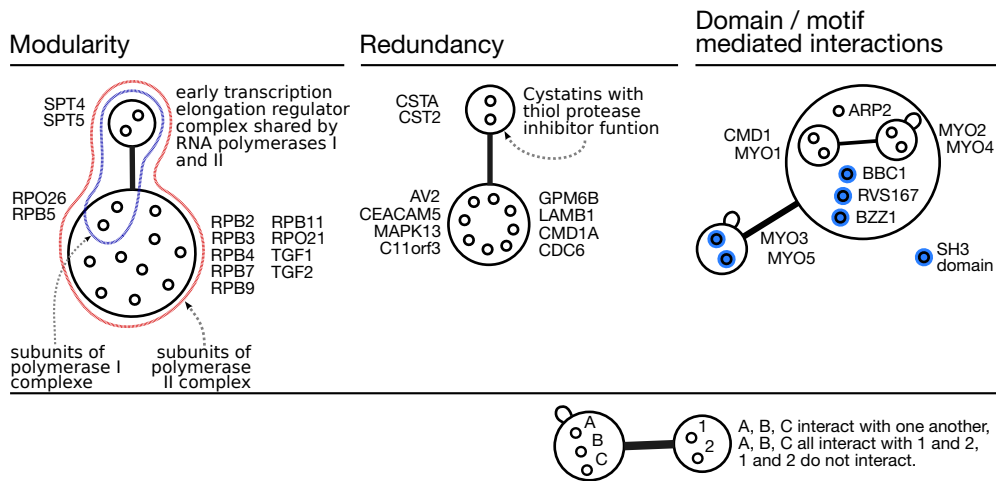 Modularity
SPT4
SPT5
early transcription
elongation regulator
complex shared by
RNA polymerases I
and II
RPO26
RPB5
RPB2 RPB11
RPB3 RPO21
RPB4 TGF1
RPB7 TGF2
RPB9
subunits of
polymerase I
complexe
subunits of
polymerase
II complex
Redundancy
CSTA
CST2
Cystatins with
thiol protease
inhibitor funtion
AV2
CEACAM5
MAPK13
C11orf3
GPM6B
LAMB1
CMD1A
CDC6
Domain / motif
mediated interactions
ARP2
CMD1
MYO1
MYO2
MYO4
BBC1
RVS167
BZZ1
MYO3
MYO5
SH3
domain
A
B
C
1
2
A, B, C interact with one another,
A, B, C all interact with 1 and 2,
1 and 2 do not interact.